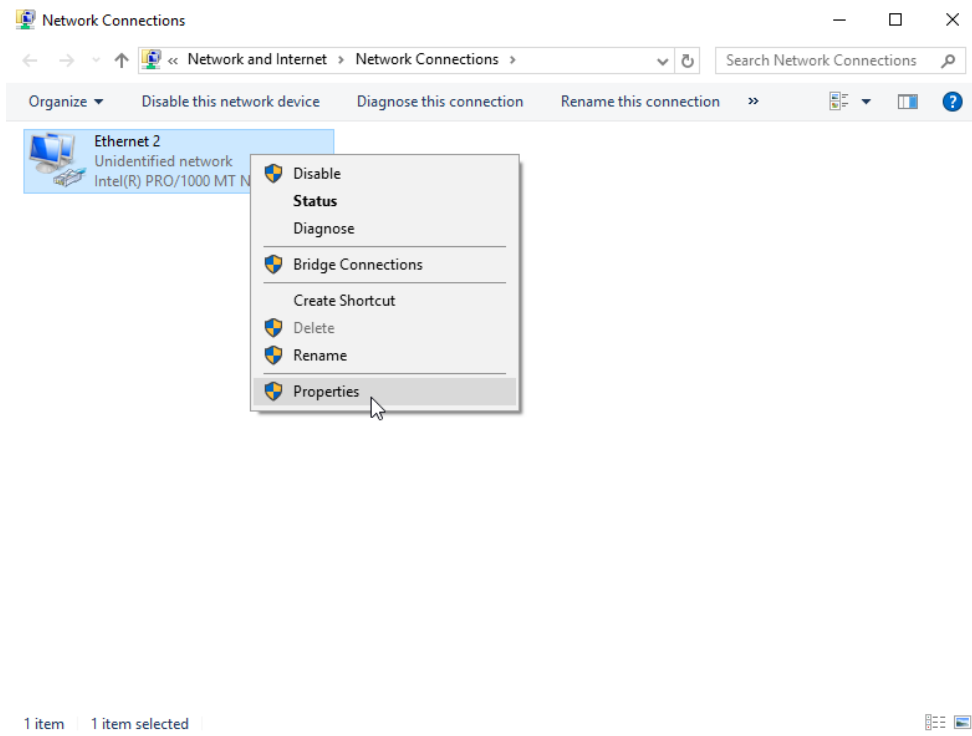 Network Connections
« Network and Internet › Network Connections ›
Search Network Connections
Organize
Disable this network device
Diagnose this connection
Rename this connection
»
Ethernet 2
Unidentified network
Intel(R) PRO/1000 MT N
Disable
Status
Diagnose
Bridge Connections
Create Shortcut
Delete
Rename
Properties
1 item
1 item selected